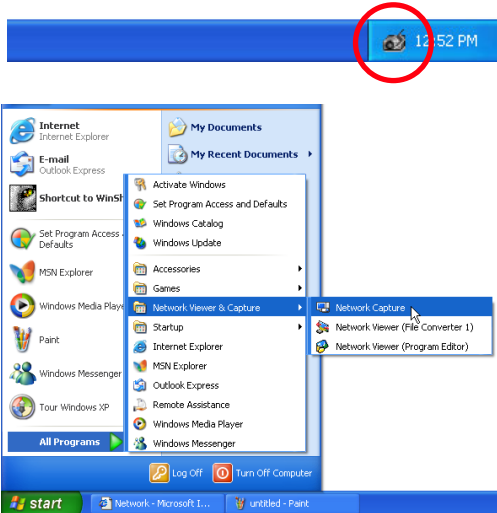 12:52 PM
Internet
Internet Explorer
E-mail
Outlook Express
Shortcut to WinSh
Set Program Access
Defaults
MSN Explorer
Windows Media Playe
Paint
Windows Messenger
Tour Windows XP
All Programs
My Documents
My Recent Documents
Activate Windows
Set Program Access and Defaults
Windows Catalog
Windows Update
Accessories
Games
Network Viewer & Capture
Startup
Internet Explorer
MSN Explorer
Outlook Express
Remote Assistance
Windows Media Player
Windows Messenger
Network Capture
Network Viewer (File Converter 1)
Network Viewer (Program Editor)
Log Off
Turn Off Computer
start
Network - Microsoft I...
untitled - Paint